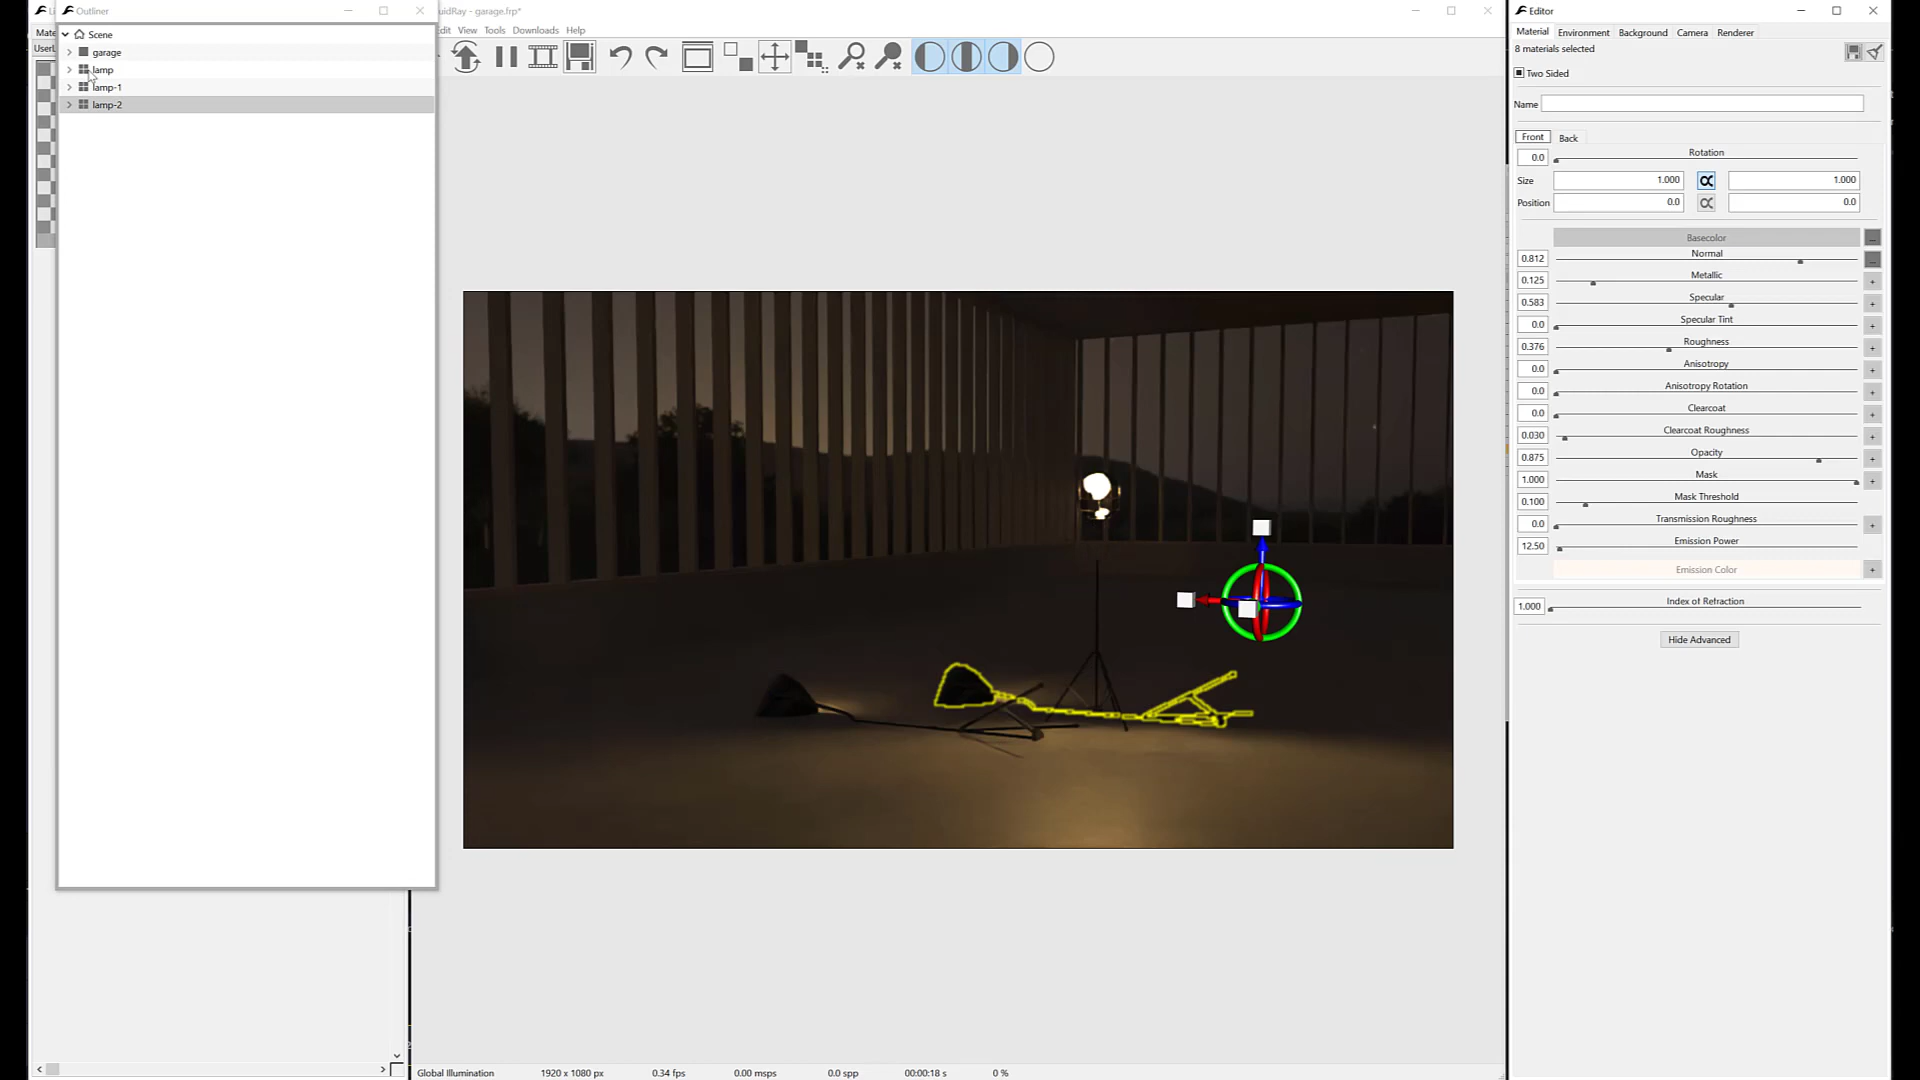 Outliner
Scene
garage
lamp
lamp-1
lamp-2
Mate
UserL
uidRay - garage.frp*
dit View Tools Downloads Help
Global Illumination 1920 x 1080 px 0.34 fps 0.00 msps 0.0 spp 00:00:18 s 0 %
Editor
Material Environment Background Camera Renderer
8 materials selected
Two Sided
Name
Front Back
Rotation
0.0
Size 1.000 1.000
Position 0.0 0.0
Basecolor
Normal
0.812
Metallic
0.125
Specular
0.583
Specular Tint
0.0
Roughness
0.376
Anisotropy
0.0
Anisotropy Rotation
0.0
Clearcoat
0.0
Clearcoat Roughness
0.030
Opacity
0.875
Mask
1.000
Mask Threshold
0.100
Transmission Roughness
0.0
Emission Power
12.50
Emission Color
Index of Refraction
1.000
Hide Advanced